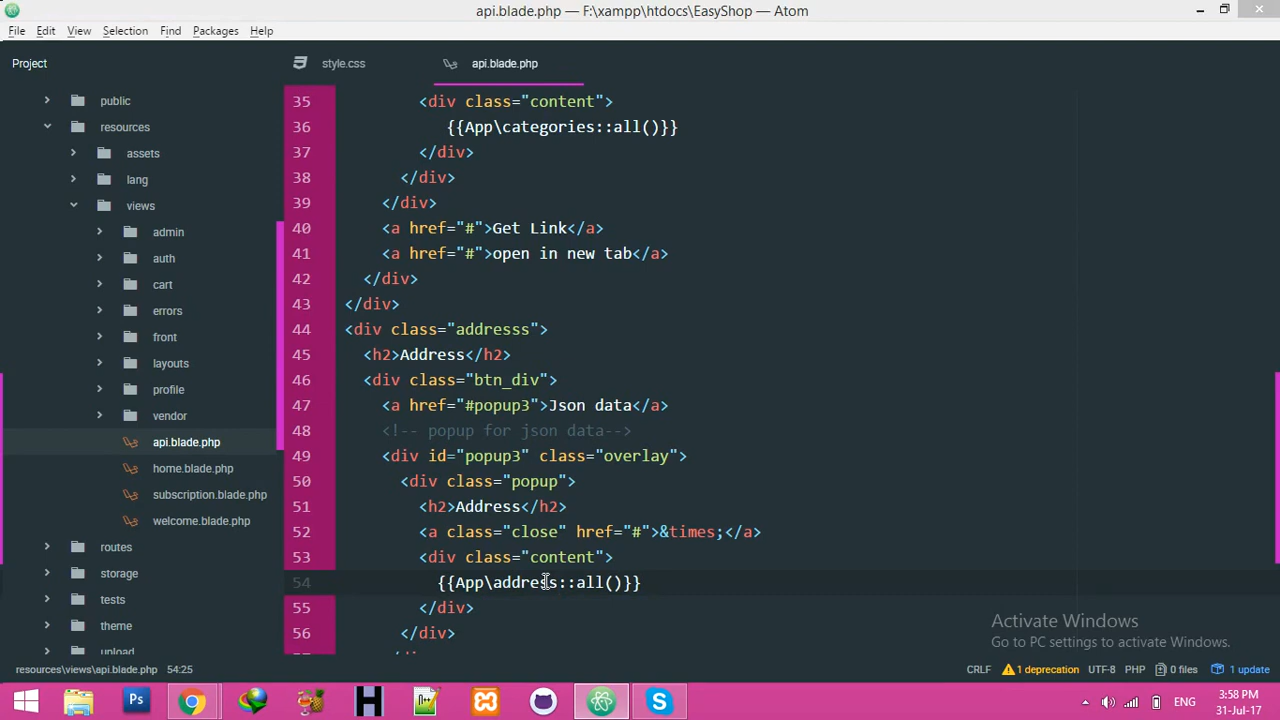 api.blade.php — F:\xampp\htdocs\EasyShop — Atom
File Edit View Selection Find Packages Help
Project
style.css
api.blade.php
public
resources
assets
lang
views
admin
auth
cart
errors
front
layouts
profile
vendor
api.blade.php
home.blade.php
subscription.blade.php
welcome.blade.php
routes
storage
tests
theme
upload
35 <div class="content">
36 {{App\categories::all()}}
37 </div>
38 </div>
39 </div>
40 <a href="#">Get Link</a>
41 <a href="#">open in new tab</a>
42 </div>
43 </div>
44 <div class="addresss">
45 <h2>Address</h2>
46 <div class="btn_div">
47 <a href="#popup3">Json data</a>
48 <!-- popup for json data-->
49 <div id="popup3" class="overlay">
50 <div class="popup">
51 <h2>Address</h2>
52 <a class="close" href="#">&times;</a>
53 <div class="content">
54 {{App\address::all()}}
55 </div>
56 </div>
Activate Windows
Go to PC settings to activate Windows.
resources\views\api.blade.php 54:25 CRLF 1 deprecation UTF-8 PHP 0 files 1 update
ENG
3:58 PM
31-Jul-17